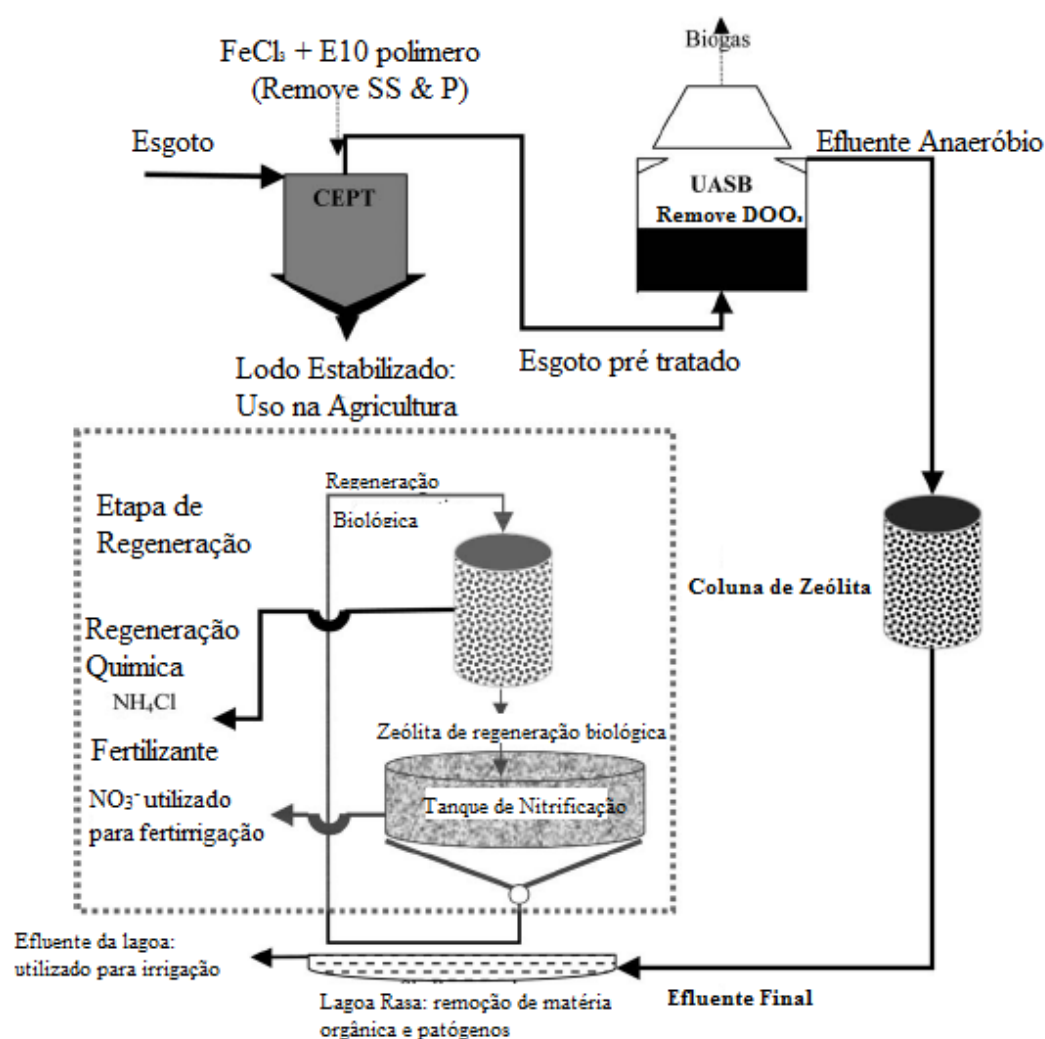 FeCl₃ + E10 polimero
(Remove SS & P)
Biogas
Esgoto
Efluente Anaeróbio
CEPT
UASB
Remove DOO₃
Esgoto pré tratado
Lodo Estabilizado:
Uso na Agricultura
Regeneração
Biológica
Etapa de
Regeneração
Coluna de Zeólita
Regeneração
Quimica
NH₄Cl
Fertilizante
Zeólita de regeneração biológica
Tanque de Nitrificação
NO₃⁻ utilizado
para fertirrigação
Efluente da lagoa:
utilizado para irrigação
Efluente Final
Lagoa Rasa: remoção de matéria
orgânica e patógenos